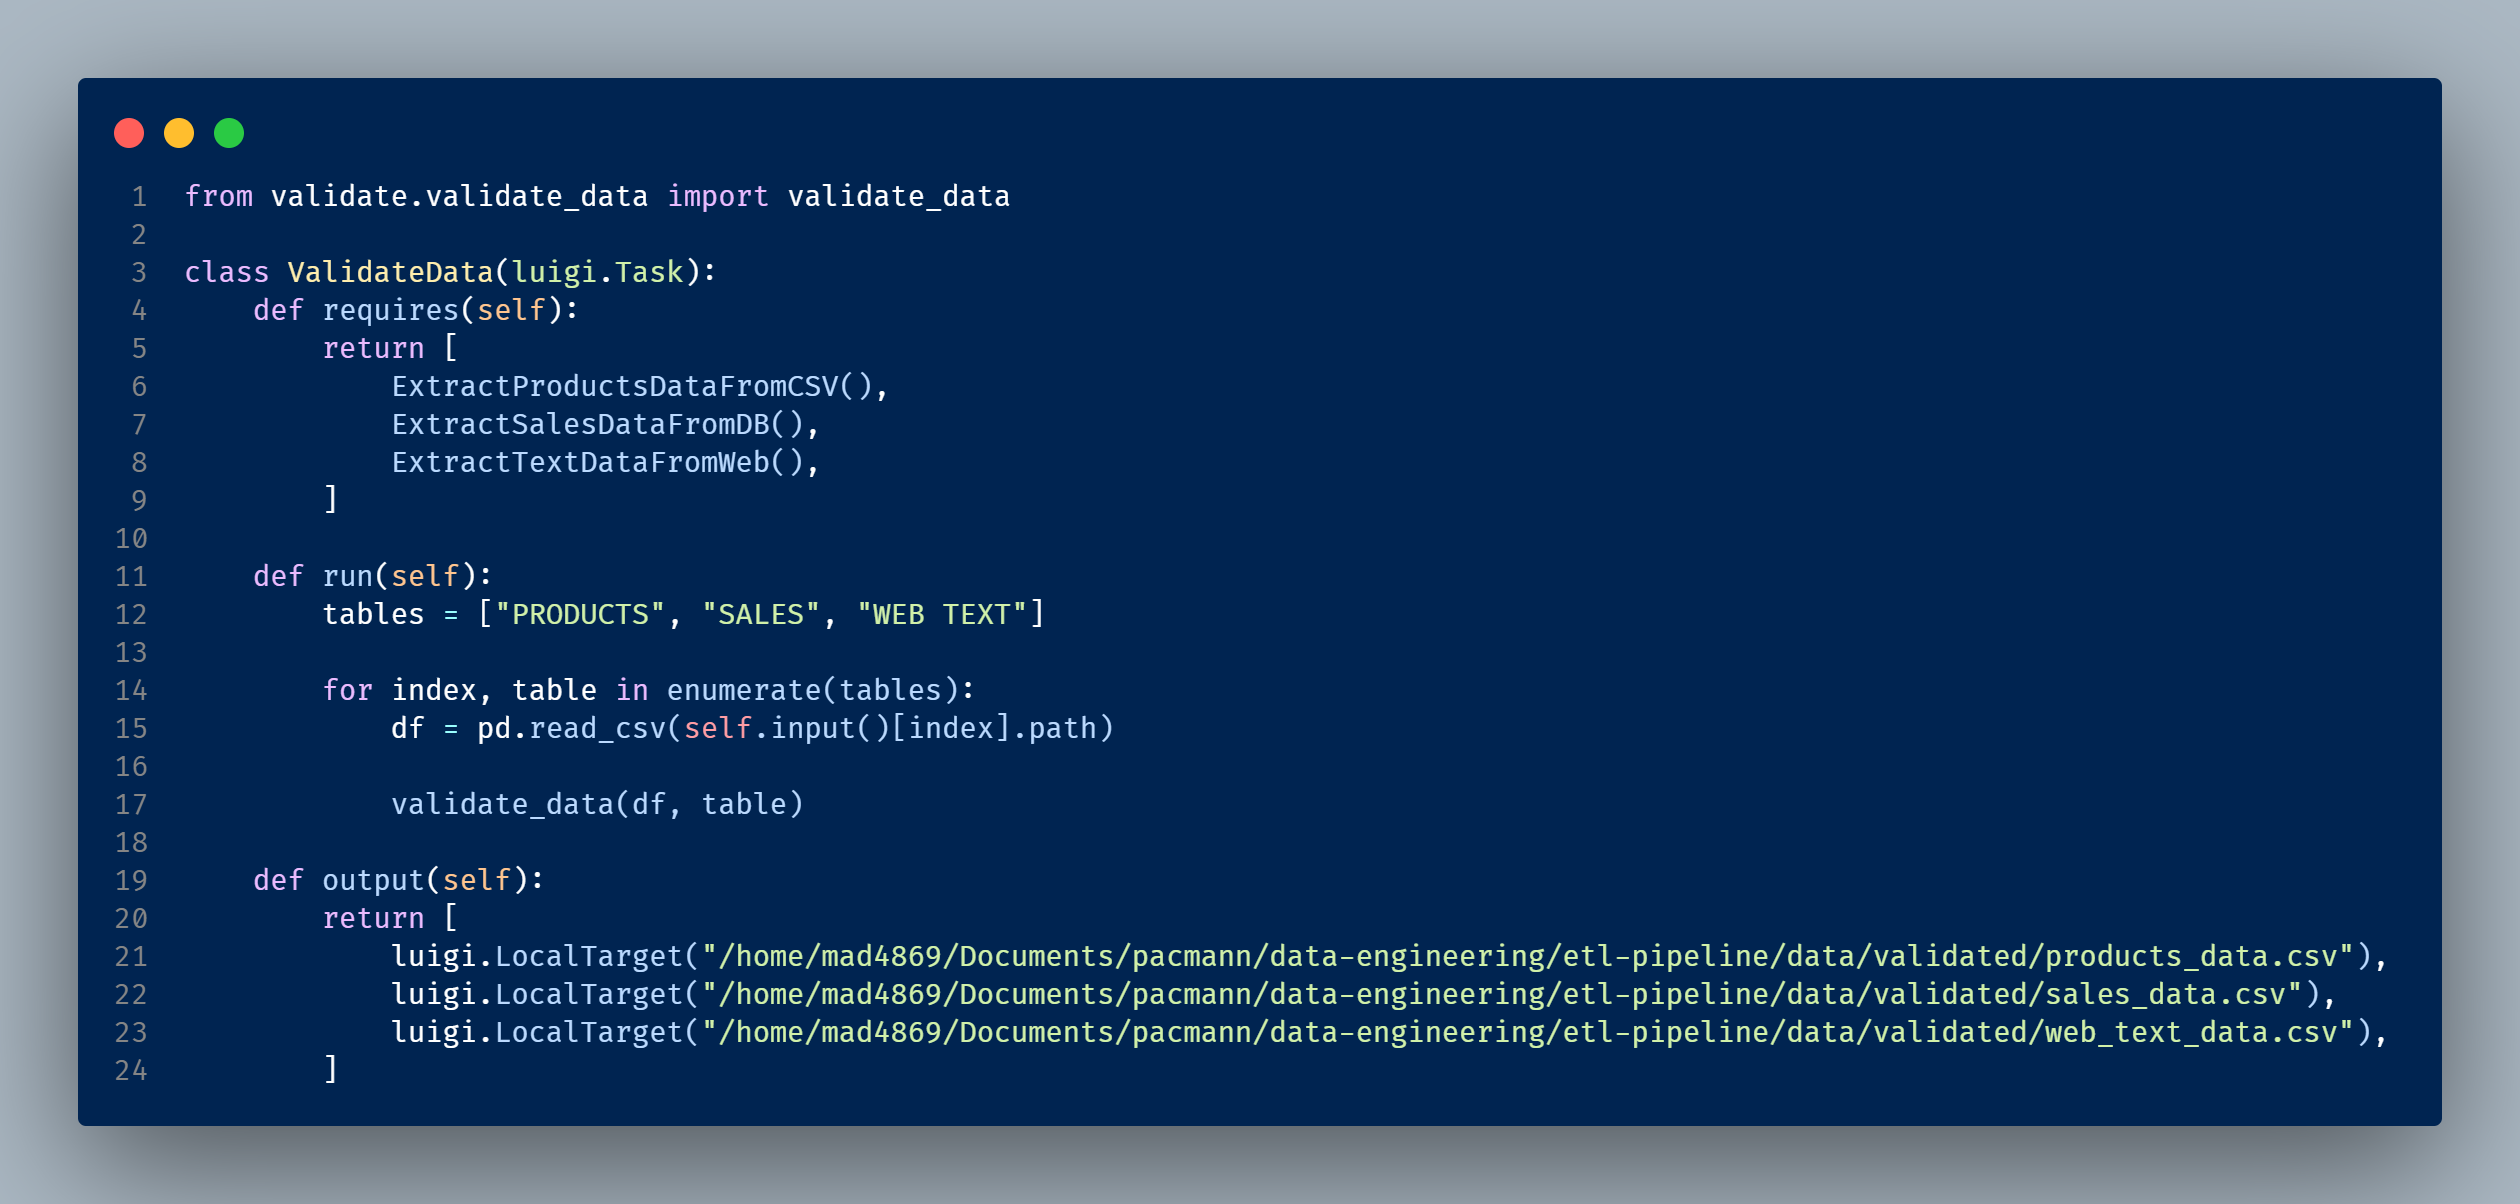 1 from validate.validate_data import validate_data
2
3 class ValidateData(luigi.Task):
4     def requires(self):
5         return [
6             ExtractProductsDataFromCSV(),
7             ExtractSalesDataFromDB(),
8             ExtractTextDataFromWeb(),
9         ]
10
11     def run(self):
12         tables = ["PRODUCTS", "SALES", "WEB TEXT"]
13
14         for index, table in enumerate(tables):
15             df = pd.read_csv(self.input()[index].path)
16
17             validate_data(df, table)
18
19     def output(self):
20         return [
21             luigi.LocalTarget("/home/mad4869/Documents/pacmann/data-engineering/etl-pipeline/data/validated/products_data.csv"),
22             luigi.LocalTarget("/home/mad4869/Documents/pacmann/data-engineering/etl-pipeline/data/validated/sales_data.csv"),
23             luigi.LocalTarget("/home/mad4869/Documents/pacmann/data-engineering/etl-pipeline/data/validated/web_text_data.csv"),
24         ]